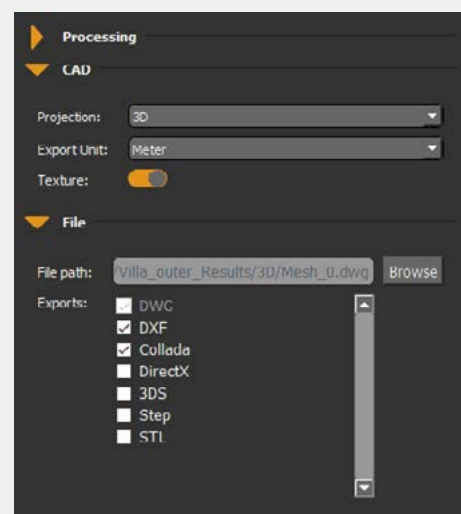 Processing
CAD
Projection: 3D
Export Unit: Meter
Texture:
File
File path: /Villa_outer_Results/3D/Mesh_0.dwg Browse
Exports: DWG
DXF
Collada
DirectX
3DS
Step
STL